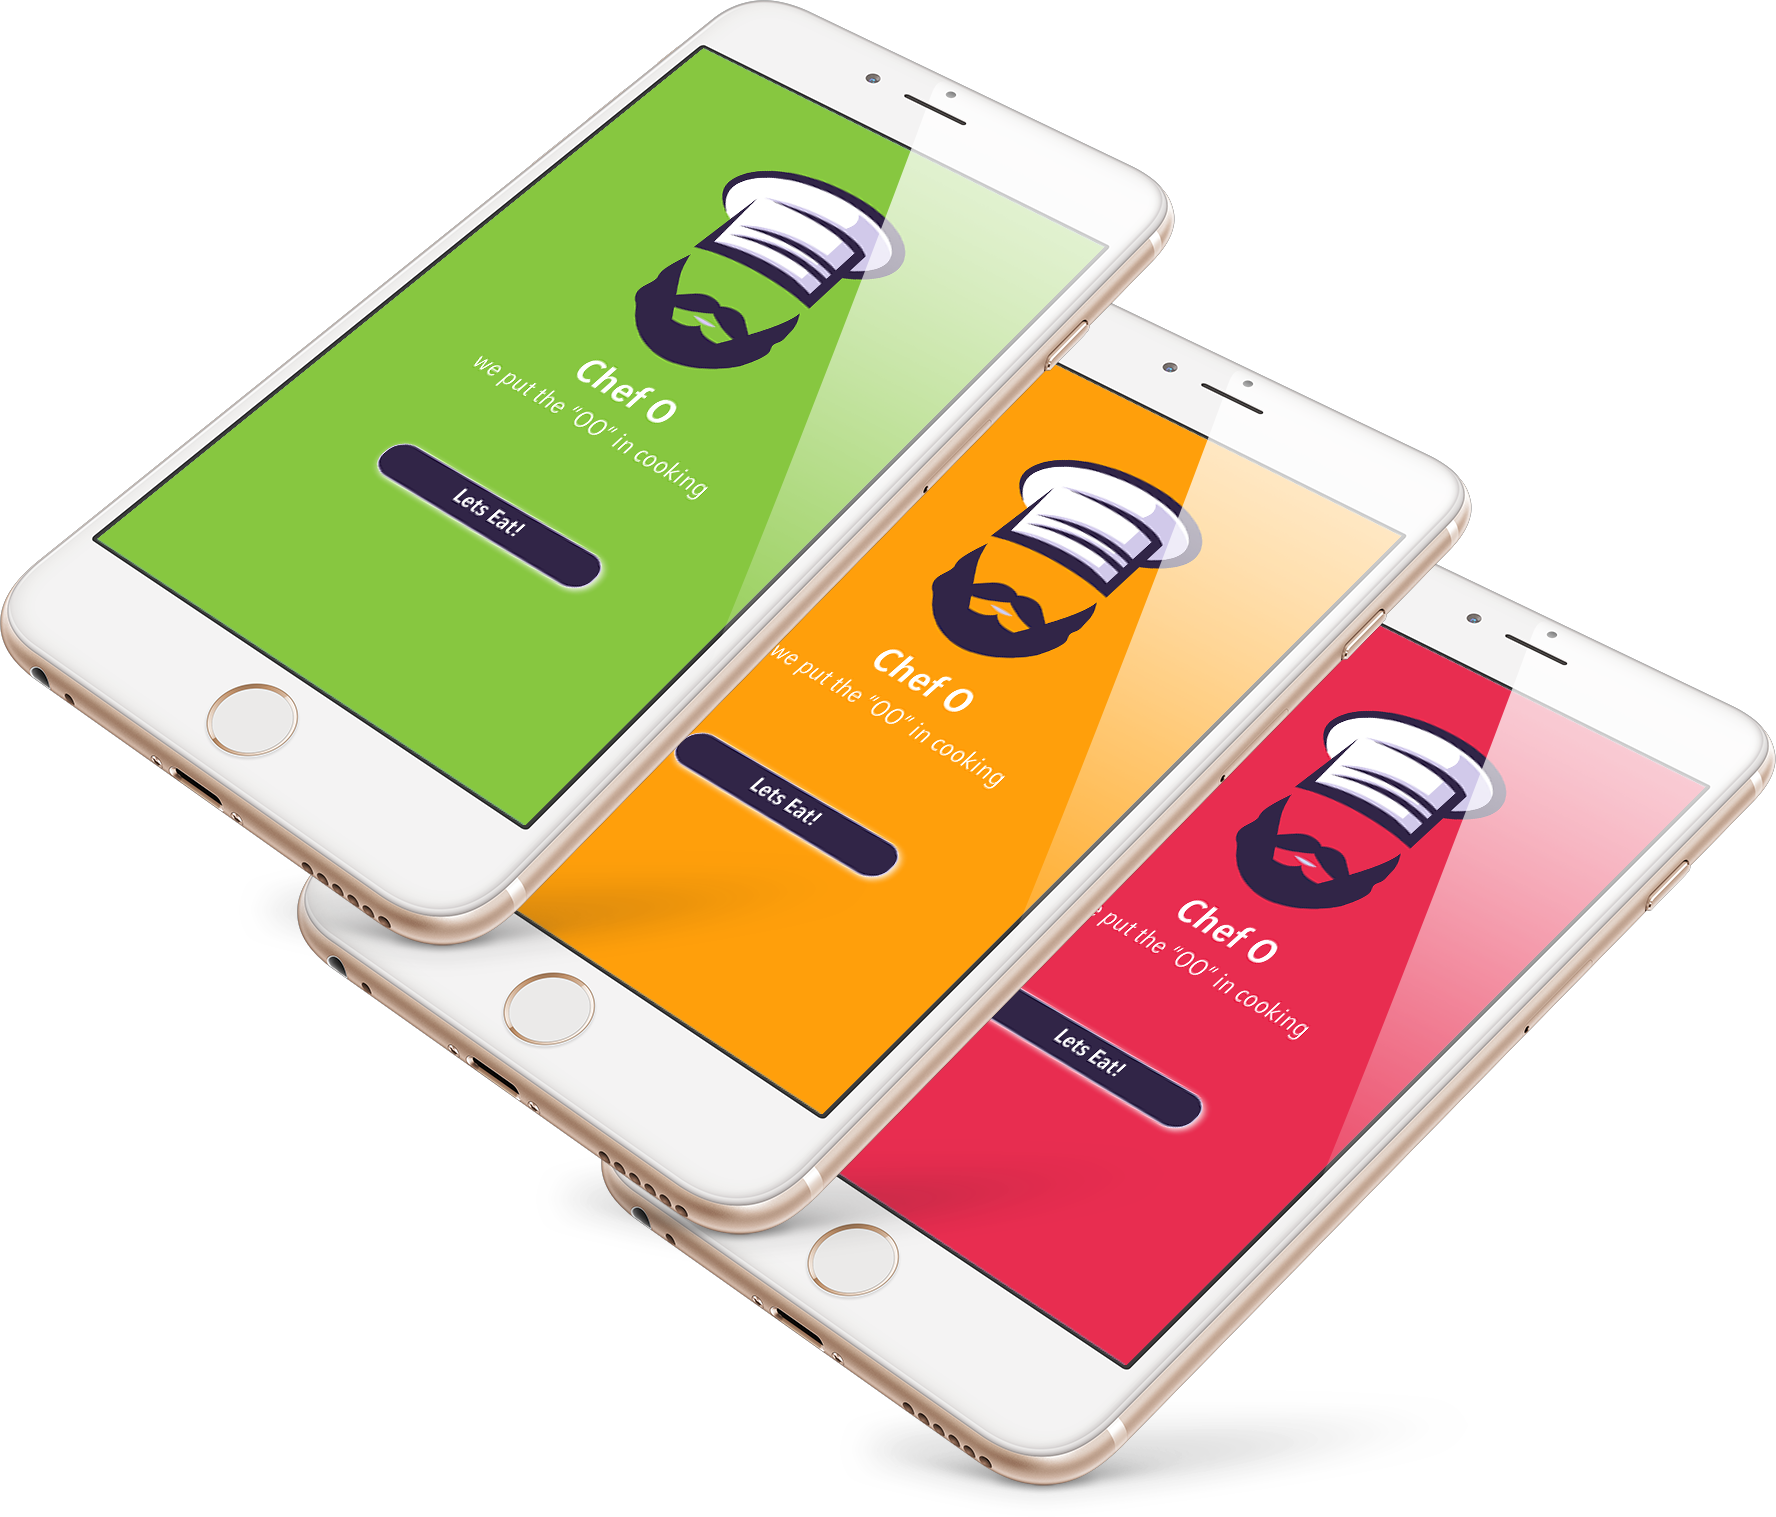 Chef O
we put the "OO" in cooking
Lets Eat!
Chef O
we put the "OO" in cooking
Lets Eat!
Chef O
put the "OO" in cooking
Lets Eat!